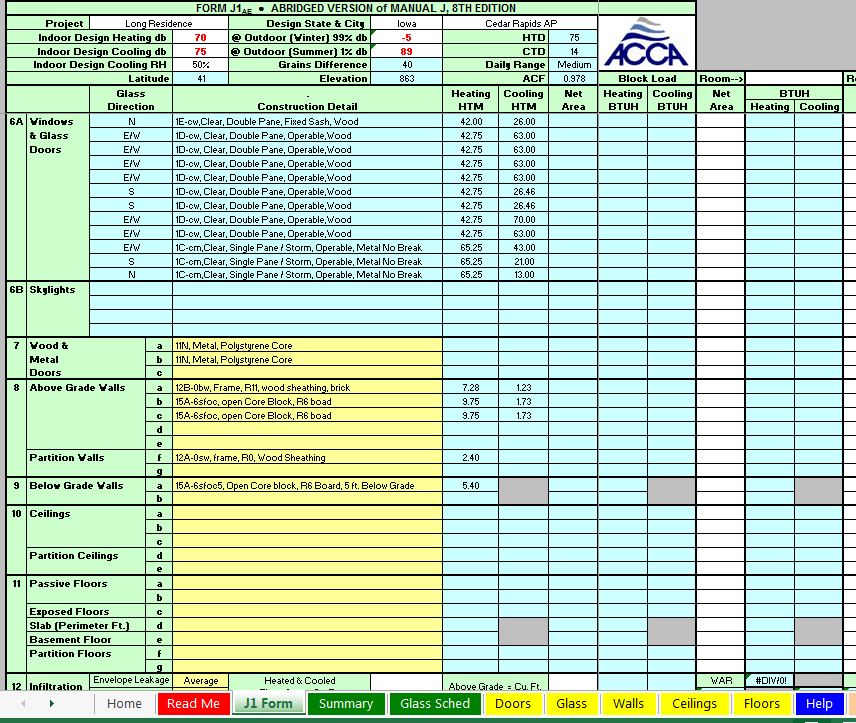 FORM J1AE ● ABRIDGED VERSION of MANUAL J, 8TH EDITION
Project Long Residence Design State & City Iowa Cedar Rapids AP
Indoor Design Heating db 70 @ Outdoor (Winter) 99% db -5 HTD 75
Indoor Design Cooling db 75 @ Outdoor (Summer) 1% db 89 CTD 14
Indoor Design Cooling RH 50% Grains Difference 40 Daily Range Medium
ACCA
Latitude 41 Elevation 863 ACF 0.978 Block Load Room--> R
Glass Direction . Construction Detail Heating HTM Cooling HTM Net Area Heating BTUH Cooling BTUH Net Area BTUH Heating Cooling
6A Windows N 1E-cw,Clear, Double Pane, Fixed Sash, Wood 42.00 26.00
& Glass E/W 1D-cw,Clear, Double Pane, Operable,Wood 42.75 63.00
Doors E/W 1D-cw,Clear, Double Pane, Operable,Wood 42.75 63.00
E/W 1D-cw,Clear, Double Pane, Operable,Wood 42.75 63.00
E/W 1D-cw,Clear, Double Pane, Operable,Wood 42.75 63.00
S 1D-cw,Clear, Double Pane, Operable,Wood 42.75 26.46
S 1D-cw,Clear, Double Pane, Operable,Wood 42.75 26.46
E/W 1D-cw,Clear, Double Pane, Operable,Wood 42.75 70.00
E/W 1D-cw,Clear, Double Pane, Operable,Wood 42.75 63.00
E/W 1C-cm,Clear, Single Pane / Storm, Operable, Metal No Break 65.25 43.00
S 1C-cm,Clear, Single Pane / Storm, Operable, Metal No Break 65.25 21.00
N 1C-cm,Clear, Single Pane / Storm, Operable, Metal No Break 65.25 13.00
6B Skylights
7 Wood & a 11N, Metal, Polystyrene Core
Metal b 11N, Metal, Polystyrene Core
Doors c
8 Above Grade Walls a 12B-0bw, Frame, R11, wood sheathing, brick 7.28 1.23
b 15A-6sfoc, open Core Block, R6 boad 9.75 1.73
c 15A-6sfoc, open Core Block, R6 boad 9.75 1.73
d
e
Partition Walls f 12A-0sw, frame, R0, Wood Sheathing 2.40
g
9 Below Grade Walls a 15A-6sfoc5, Open Core block, R6 Board, 5 ft. Below Grade 5.40
b
10 Ceilings a
b
c
Partition Ceilings d
e
11 Passive Floors a
b
Exposed Floors c
Slab (Perimeter Ft.) d
Basement Floor e
Partition Floors f
g
12 Infiltration Envelope Leakage Average Heated & Cooled Above Grade = Cu. Ft. WAR #DIV/0!
Home Read Me J1 Form Summary Glass Sched Doors Glass Walls Ceilings Floors Help